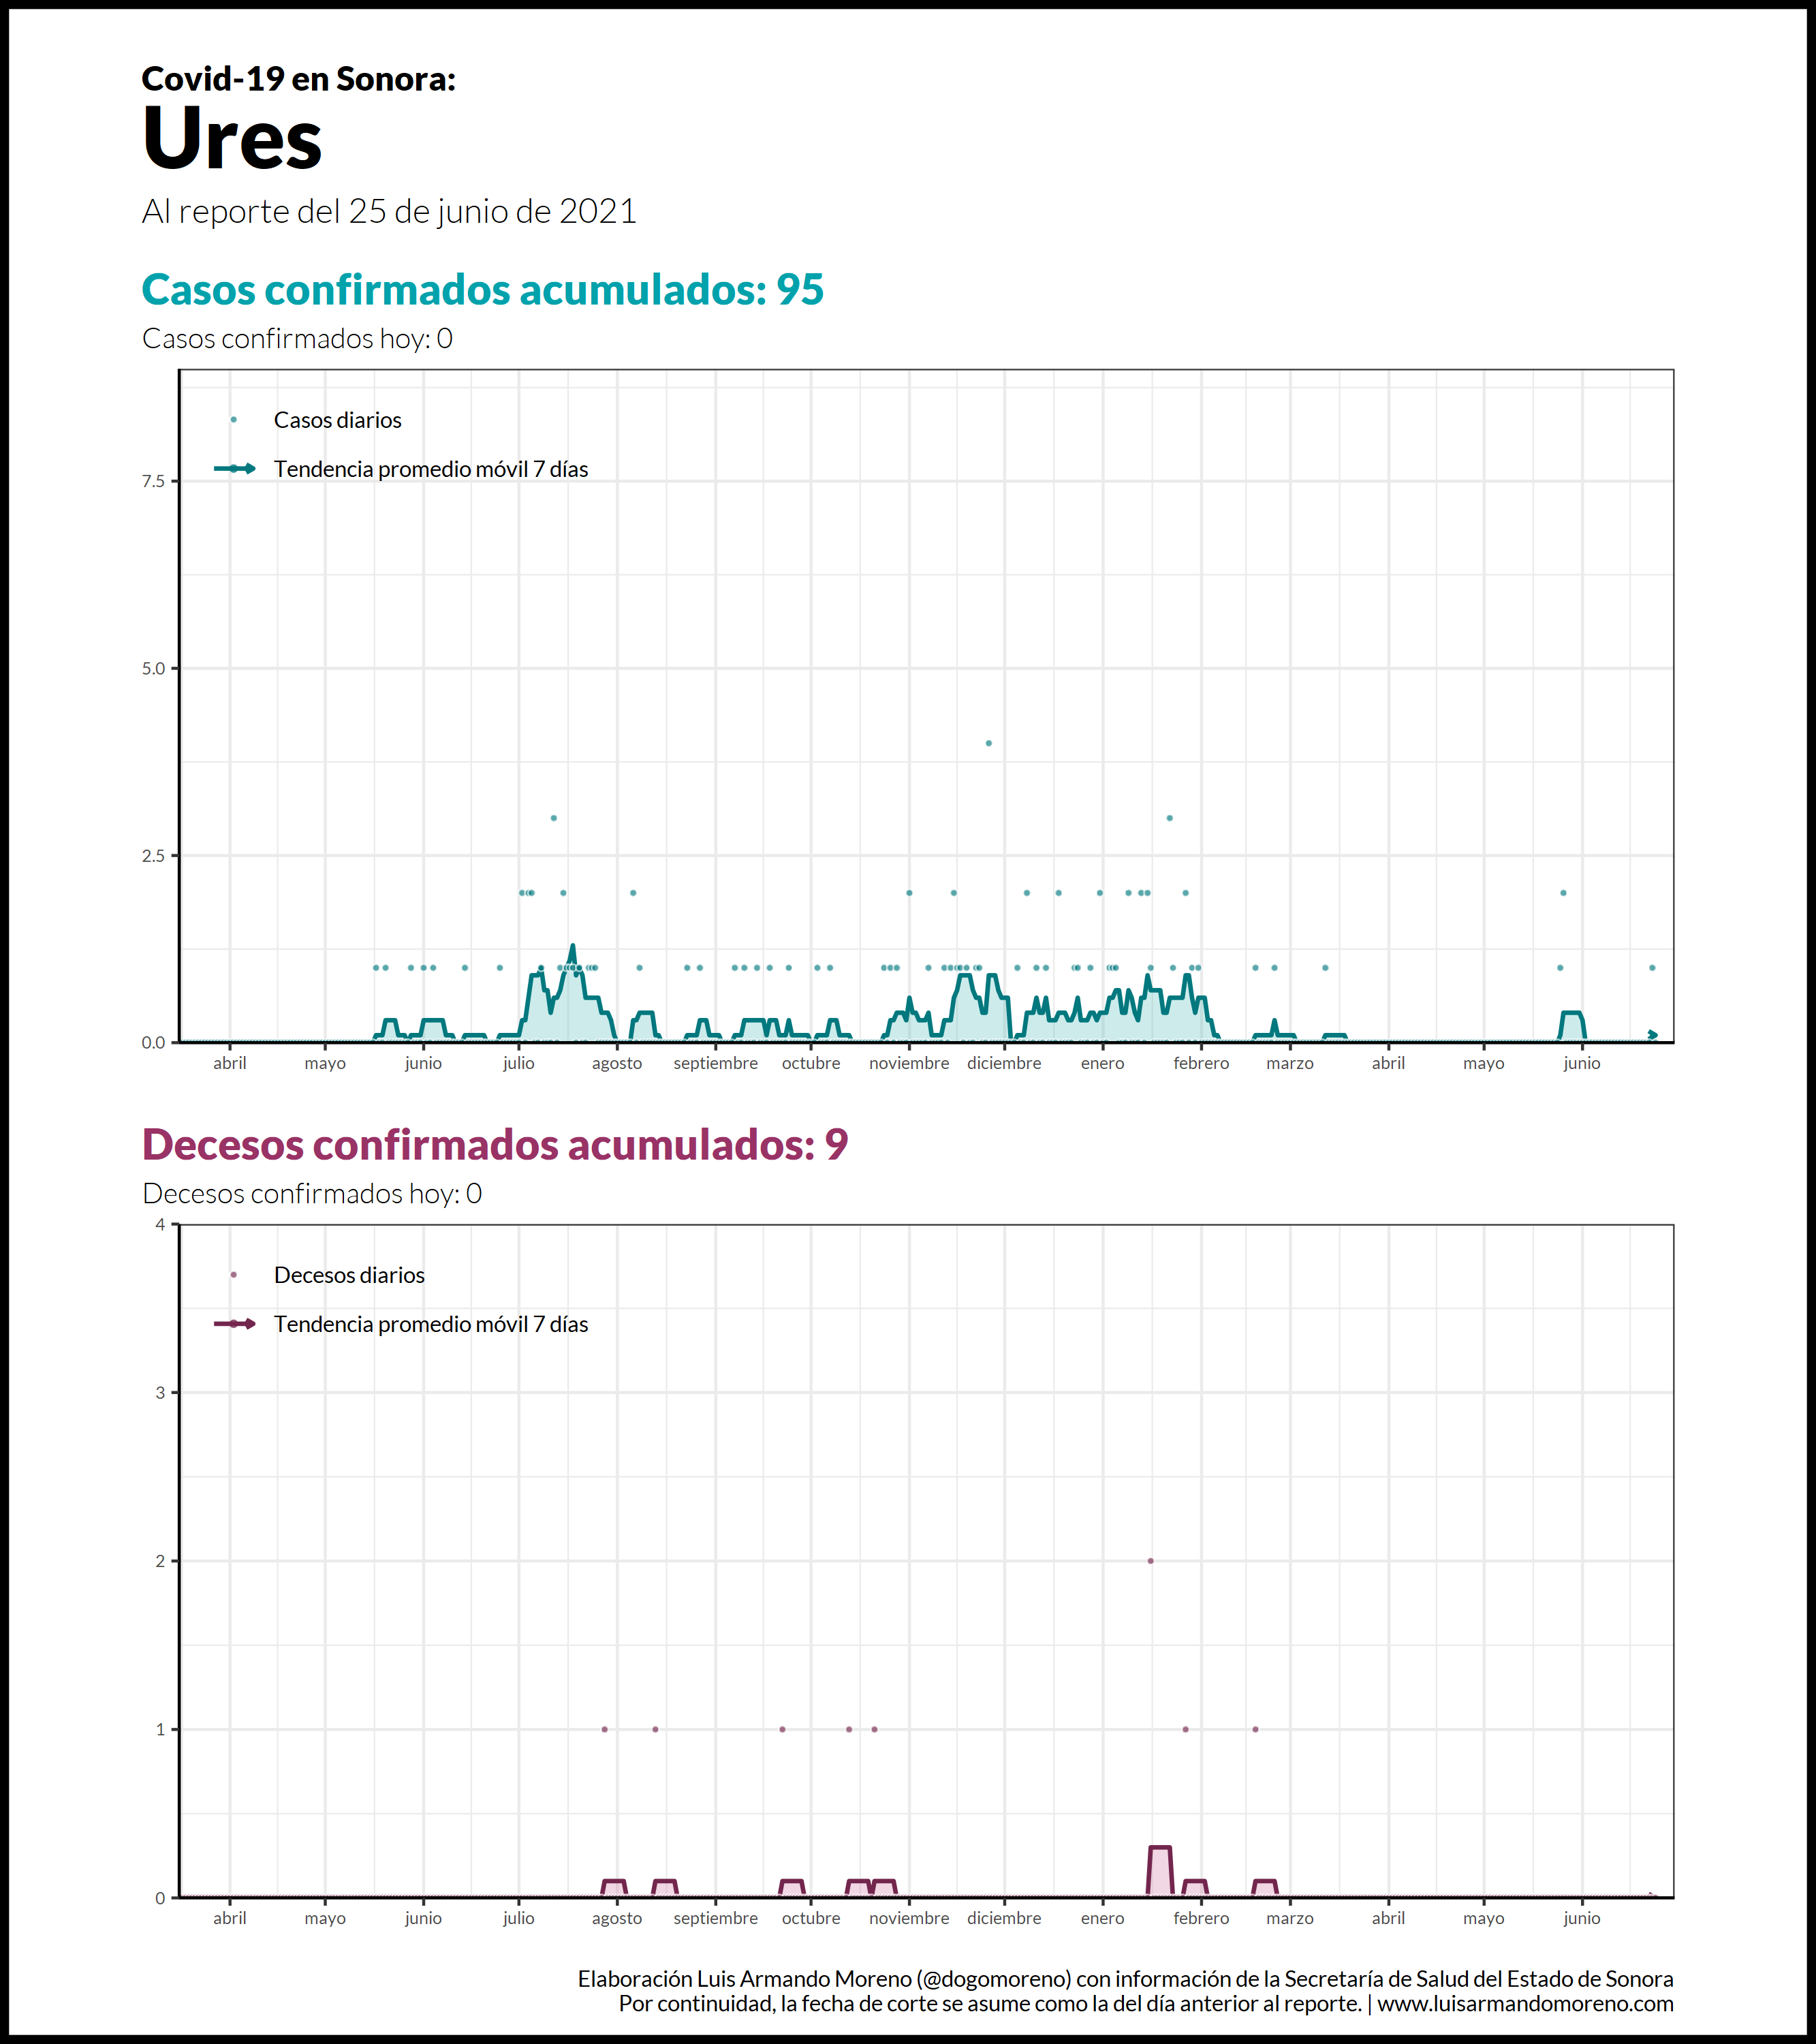 Covid-19 en Sonora:
Ures
Al reporte del 25 de junio de 2021
Casos confirmados acumulados: 95
Casos confirmados hoy: 0
Casos diarios
Tendencia promedio móvil 7 días
7.5
5.0
2.5
0.0
abril mayo junio julio agosto septiembre octubre noviembre diciembre enero febrero marzo abril mayo junio
Decesos confirmados acumulados: 9
Decesos confirmados hoy: 0
4
Decesos diarios
Tendencia promedio móvil 7 días
3
2
1
0
abril mayo junio julio agosto septiembre octubre noviembre diciembre enero febrero marzo abril mayo junio
Elaboración Luis Armando Moreno (@dogomoreno) con información de la Secretaría de Salud del Estado de Sonora
Por continuidad, la fecha de corte se asume como la del día anterior al reporte. | www.luisarmandomoreno.com